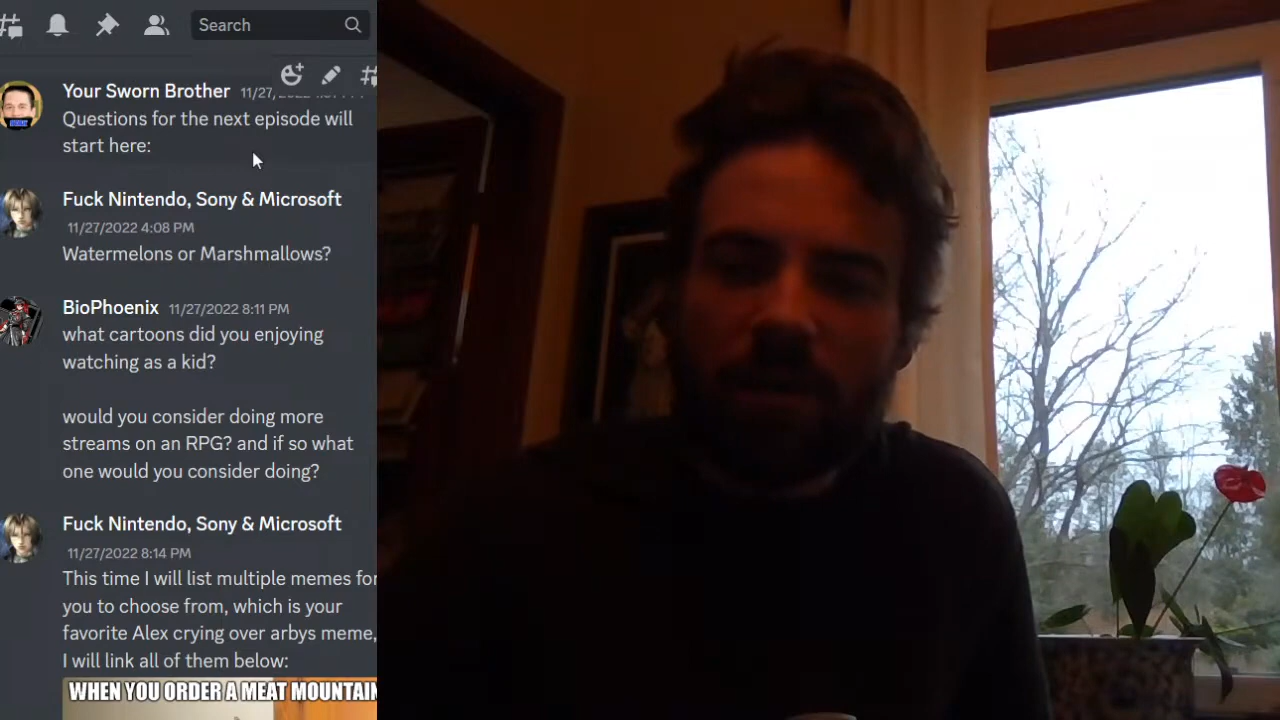 Search
Your Sworn Brother 11/27/2022
Questions for the next episode will
start here:
Fuck Nintendo, Sony & Microsoft
11/27/2022 4:08 PM
Watermelons or Marshmallows?
BioPhoenix 11/27/2022 8:11 PM
what cartoons did you enjoying
watching as a kid?
would you consider doing more
streams on an RPG? and if so what
one would you consider doing?
Fuck Nintendo, Sony & Microsoft
11/27/2022 8:14 PM
This time I will list multiple memes for
you to choose from, which is your
favorite Alex crying over arbys meme,
I will link all of them below:
WHEN YOU ORDER A MEAT MOUNTAIN